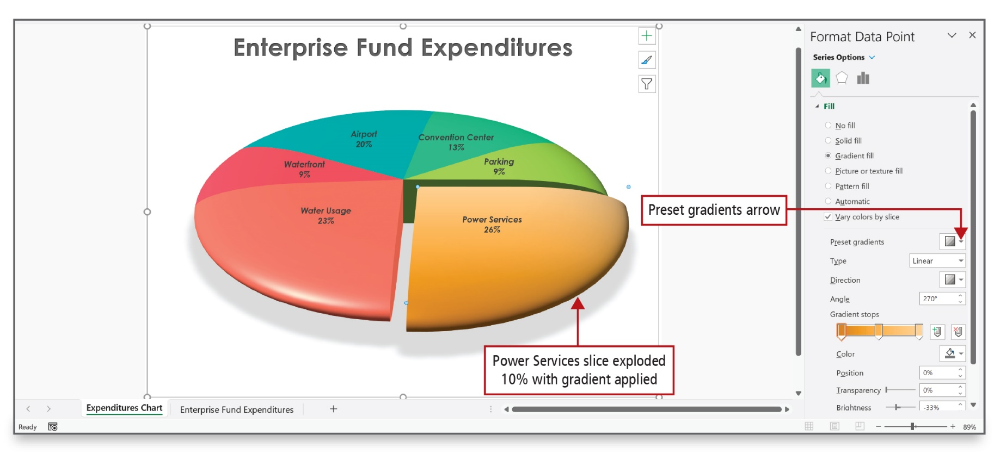 Enterprise Fund Expenditures
Airport
20%
Convention Center
13%
Waterfront
9%
Parking
9%
Water Usage
23%
Power Services
26%
Power Services slice exploded
10% with gradient applied
Preset gradients arrow
Format Data Point
Series Options
Fill
No fill
Solid fill
Gradient fill
Picture or texture fill
Pattern fill
Automatic
Vary colors by slice
Preset gradients
Type Linear
Direction
Angle 270°
Gradient stops
Color
Position 0%
Transparency 0%
Brightness -33%
Expenditures Chart Enterprise Fund Expenditures
Ready 89%